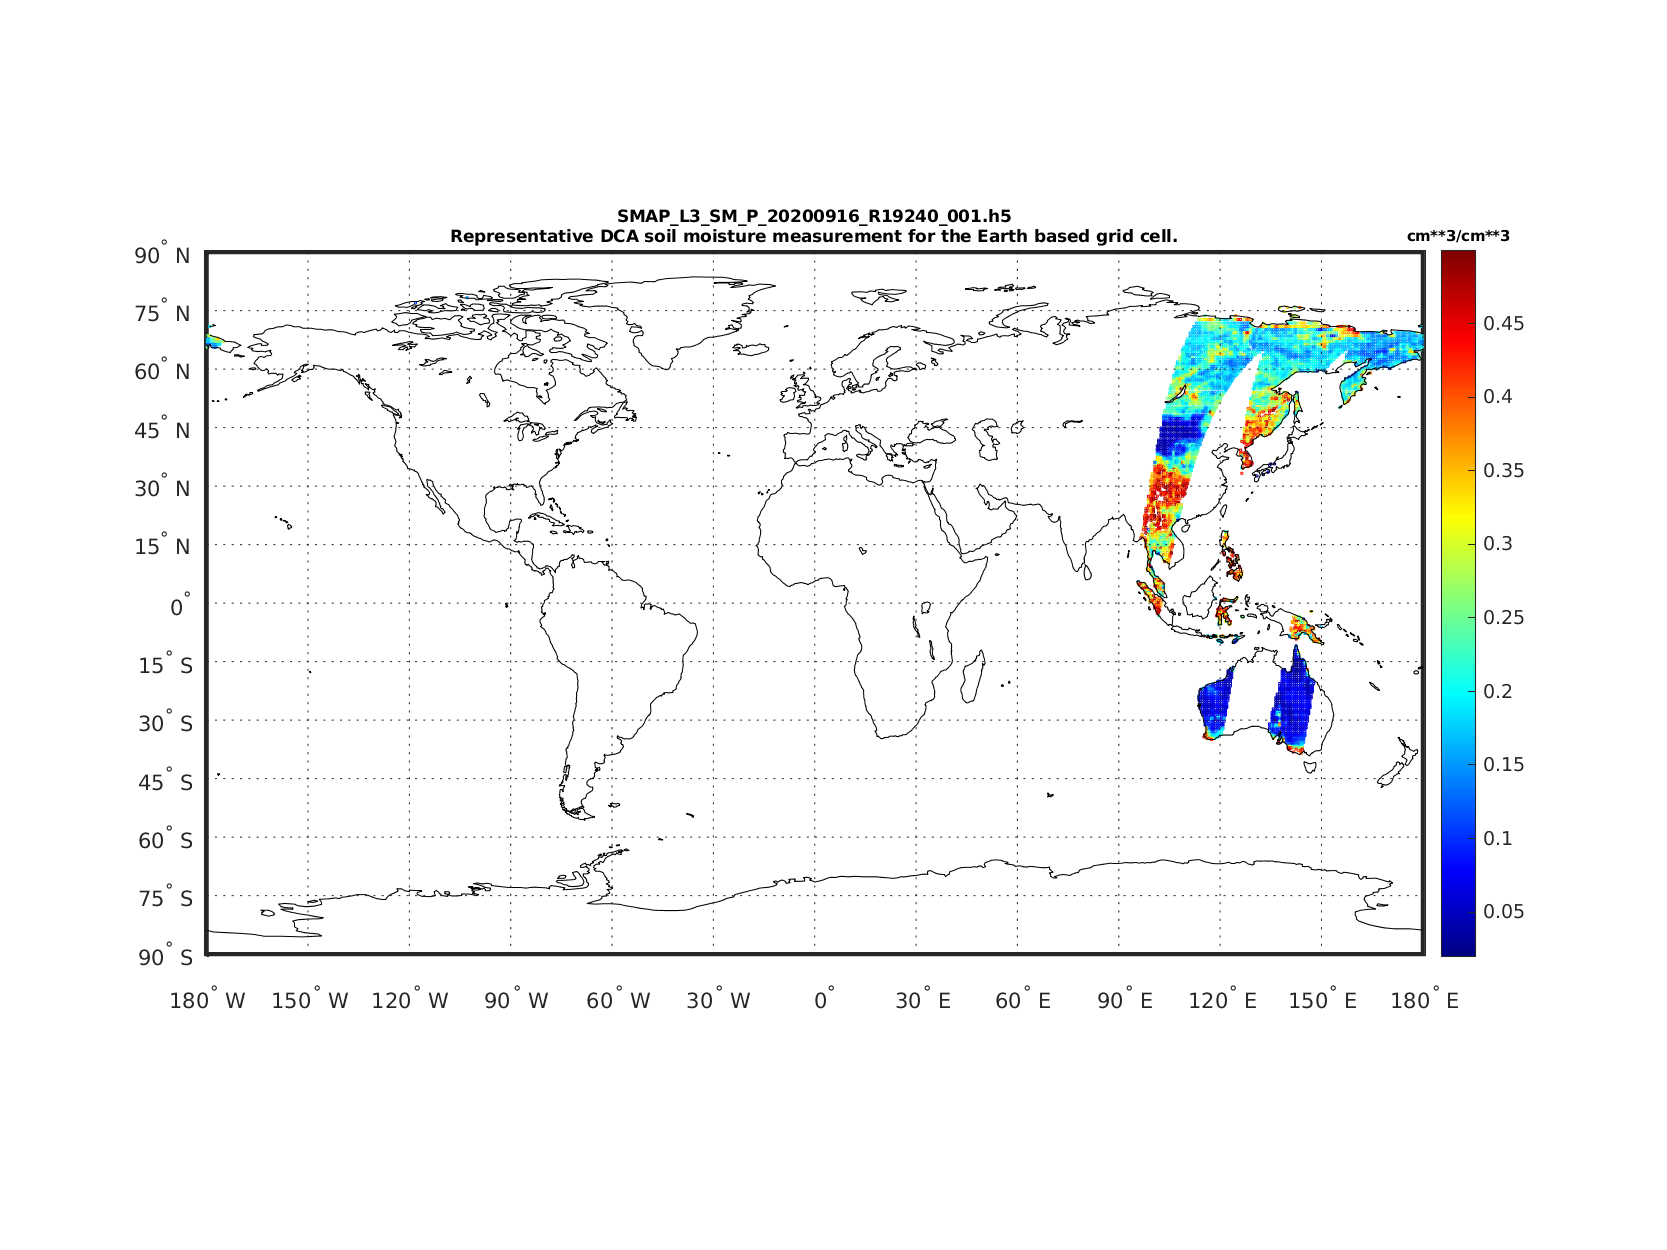 SMAP_L3_SM_P_20200916_R19240_001.h5
Representative DCA soil moisture measurement for the Earth based grid cell.
cm**3/cm**3
90° N
75° N
60° N
45° N
30° N
15° N
0°
15° S
30° S
45° S
60° S
75° S
90° S
180° W 150° W 120° W 90° W 60° W 30° W 0° 30° E 60° E 90° E 120° E 150° E 180° E
0.45
0.4
0.35
0.3
0.25
0.2
0.15
0.1
0.05